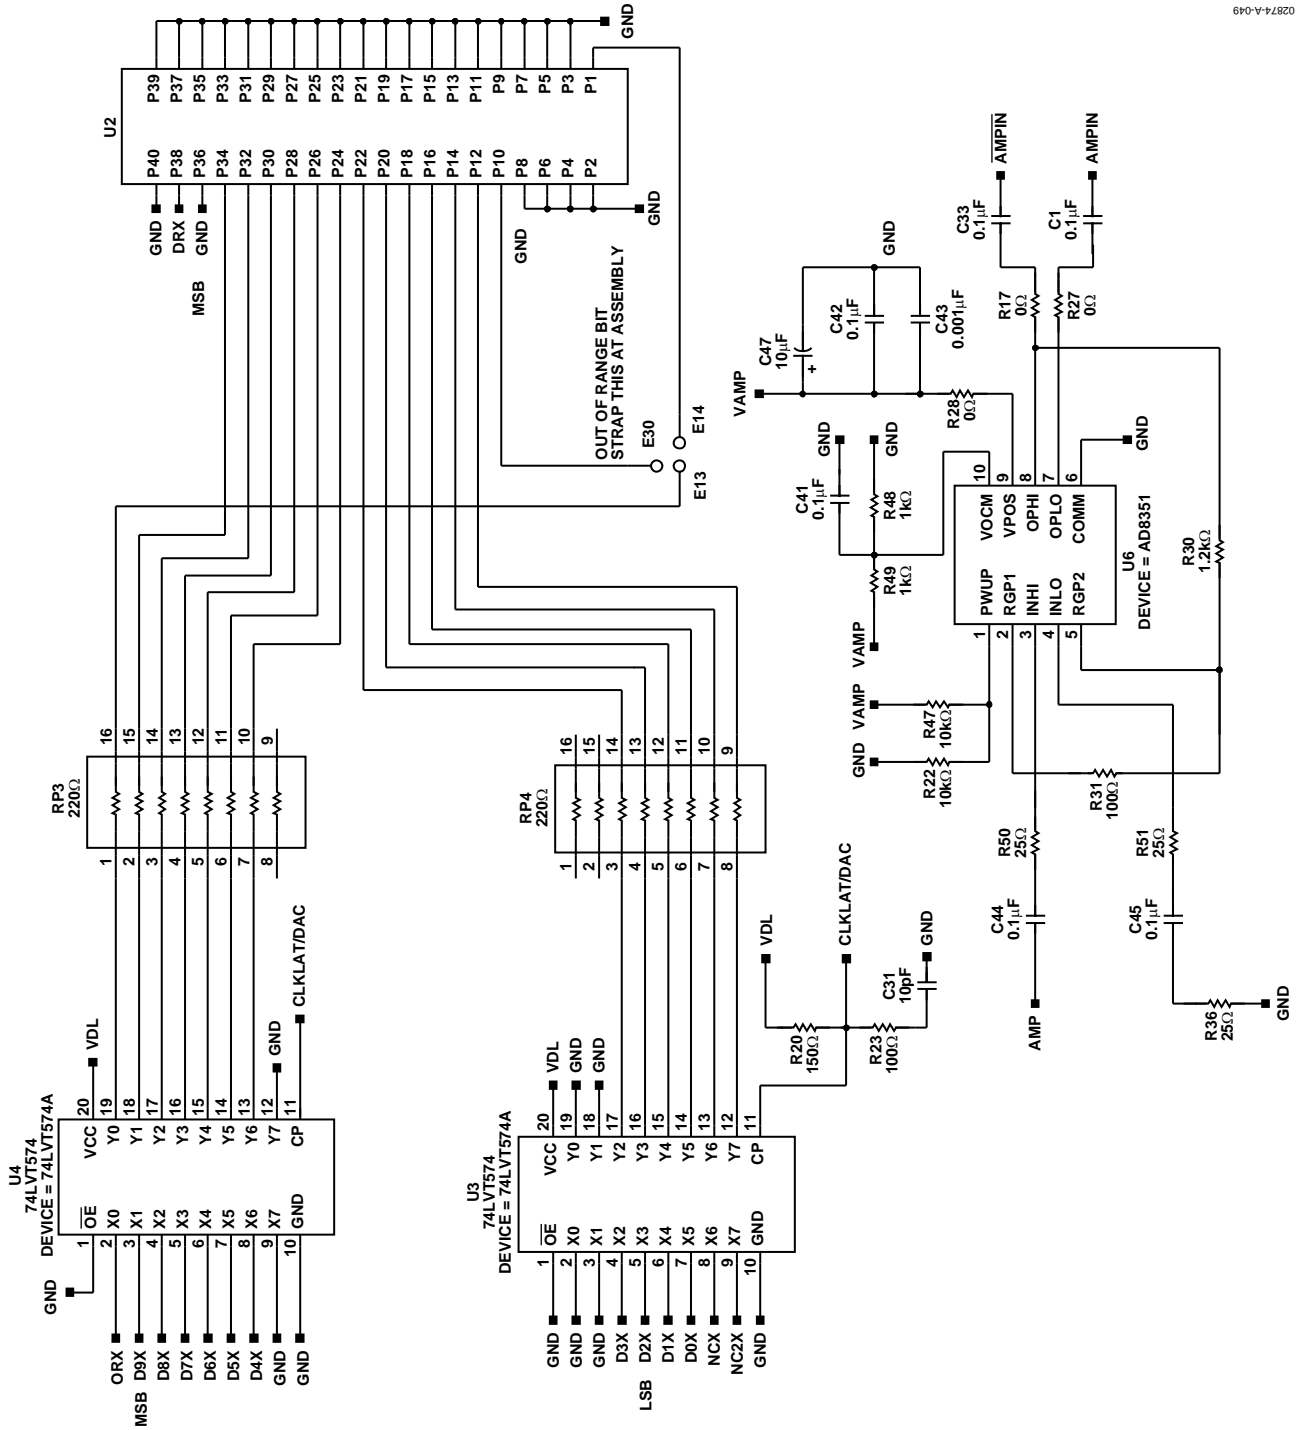 02874-A-049
GND
P39
P37
P35
P33
P31
P29
P27
P25
P23
P21
P19
P17
P15
P13
P11
P9
P7
P5
P3
P1
U2
P40
P38
P36
P34
P32
P30
P28
P26
P24
P22
P20
P18
P16
P14
P12
P10
P8
P6
P4
P2
GND
DRX
GND
MSB
GND
GND
OUT OF RANGE BIT
STRAP THIS AT ASSEMBLY
E30
E14
E13
RP3
220Ω
16
15
14
13
12
11
10
9
1
2
3
4
5
6
7
8
RP4
220Ω
16
15
14
13
12
11
10
9
1
2
3
4
5
6
7
8
U4
74LVT574
DEVICE = 74LVT574A
VDL
GND
CLKLAT/DAC
20
19
18
17
16
15
14
13
12
11
VCC
Y0
Y1
Y2
Y3
Y4
Y5
Y6
Y7
CP
OE
X0
X1
X2
X3
X4
X5
X6
X7
GND
1
2
3
4
5
6
7
8
9
10
GND
ORX
MSB D9X
D8X
D7X
D6X
D5X
D4X
GND
GND
U3
74LVT574
DEVICE = 74LVT574A
VDL
GND
GND
20
19
18
17
16
15
14
13
12
11
VCC
Y0
Y1
Y2
Y3
Y4
Y5
Y6
Y7
CP
OE
X0
X1
X2
X3
X4
X5
X6
X7
GND
1
2
3
4
5
6
7
8
9
10
GND
GND
GND
D3X
LSB D2X
D1X
D0X
NCX
NC2X
GND
VDL
CLKLAT/DAC
GND
R20
150Ω
R23
100Ω
C31
10pF
AMPIN
AMPIN
C33
0.1µF
C1
0.1µF
R17
0Ω
R27
0Ω
GND
C47
10µF
+
C42
0.1µF
C43
0.001µF
VAMP
R28
0Ω
GND
GND
C41
0.1µF
R48
1kΩ
R49
1kΩ
VAMP
GND
10
9
8
7
6
VOCM
VPOS
OPHI
OPLO
COMM
U6
DEVICE = AD8351
PWUP
RGP1
INHI
INLO
RGP2
1
2
3
4
5
R30
1.2kΩ
VAMP
GND
R47
10kΩ
R22
10kΩ
R31
100Ω
R50
25Ω
R51
25Ω
C44
0.1µF
C45
0.1µF
AMP
R36
25Ω
GND